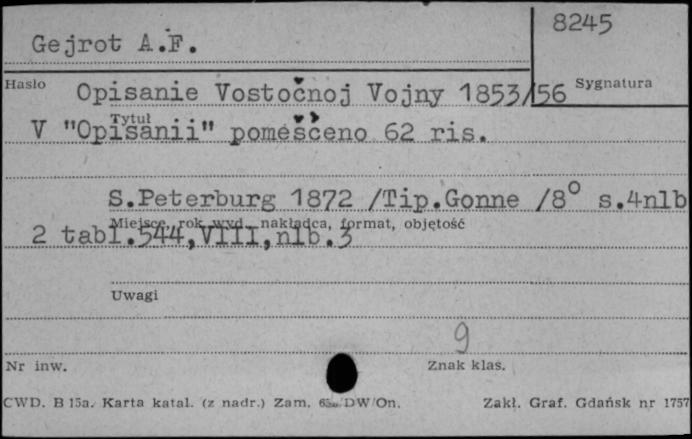 8245
Gejrot A.F.
Hasło
Sygnatura
Opisanie Vostočnoj Vojny 1853/56
Tytuł
V "Opisanii" pomešćeno 62 ris.
S.Peterburg 1872 /Tip.Gonne /8° s.4nlb
Miejsce, rok wyd., nakładca, format, objętość
2 tabl.544,VIII,nlb.3
Uwagi
9
Nr inw.
Znak klas.
CWD. B 15a. Karta katal. (z nadr.) Zam. DW/On. Zakł. Graf. Gdańsk nr 1757